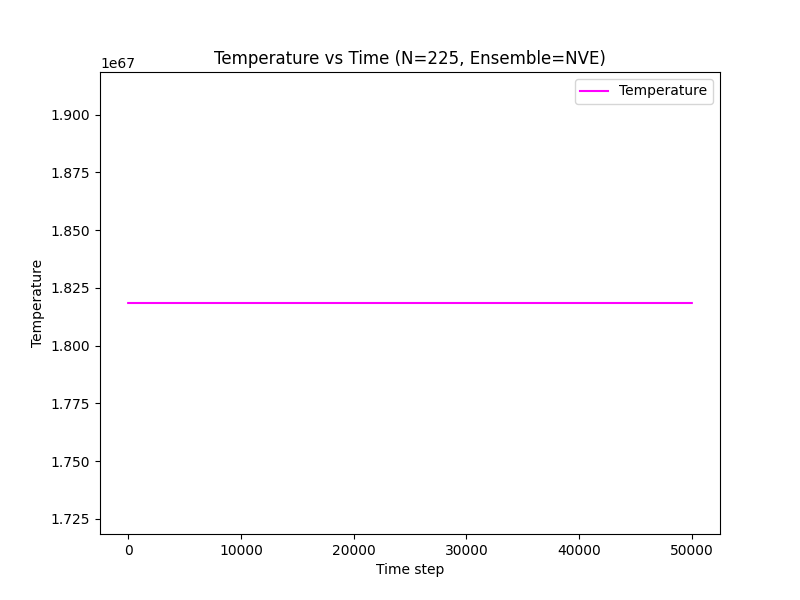 Temperature vs Time (N=225, Ensemble=NVE)
1e67
Temperature
1.900
1.875
1.850
1.825
1.800
1.775
1.750
1.725
Temperature
0 10000 20000 30000 40000 50000
Time step